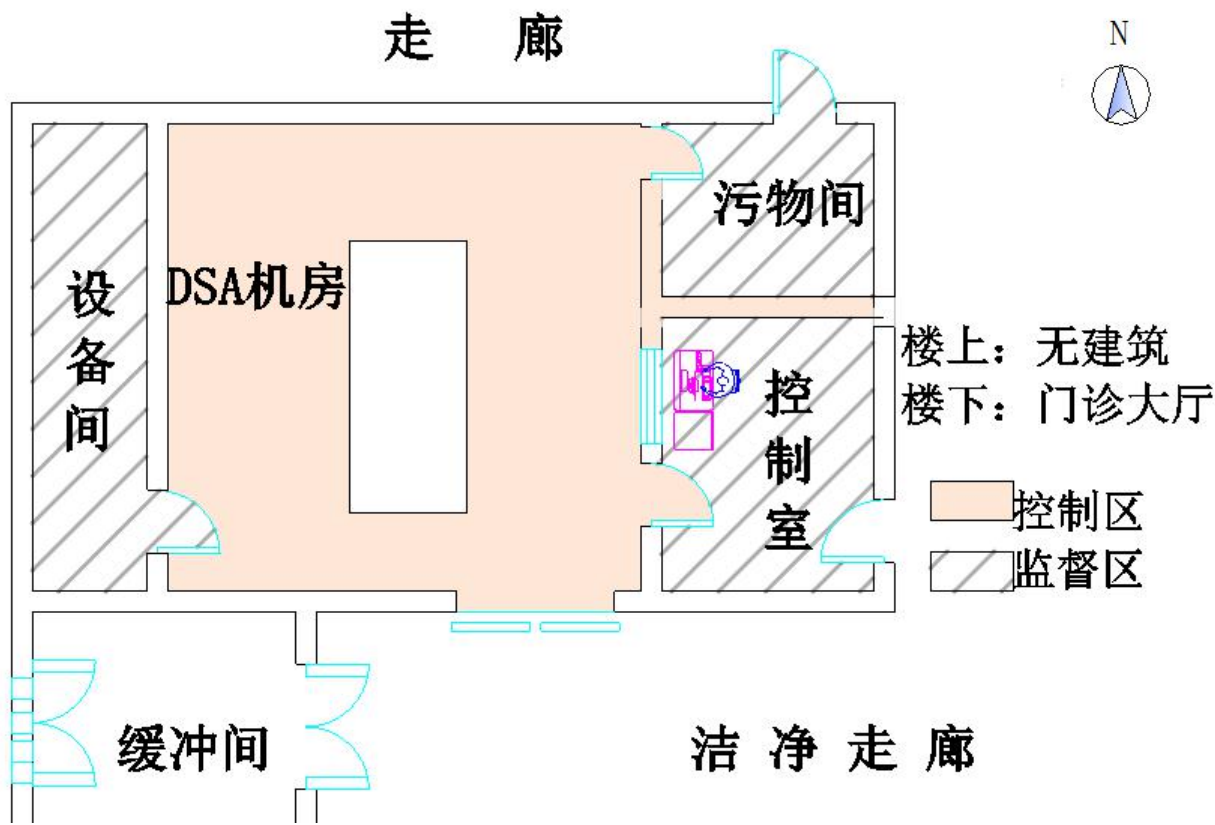 走 廊
N
污物间
设备间
DSA机房
楼上：无建筑
楼下：门诊大厅
控制室
控制区
监督区
缓冲间
洁净走廊